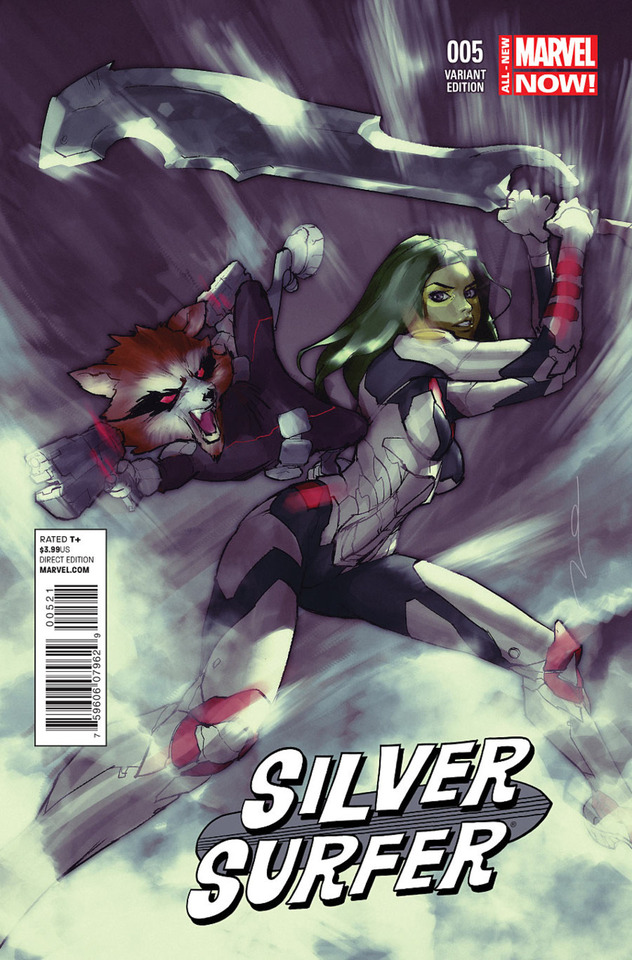 005
VARIANT
EDITION
ALL-NEW
MARVEL
NOW!
RATED T+
$3.99US
DIRECT EDITION
MARVEL.COM
00521
7 59606 07962 9
SILVER
SURFER®